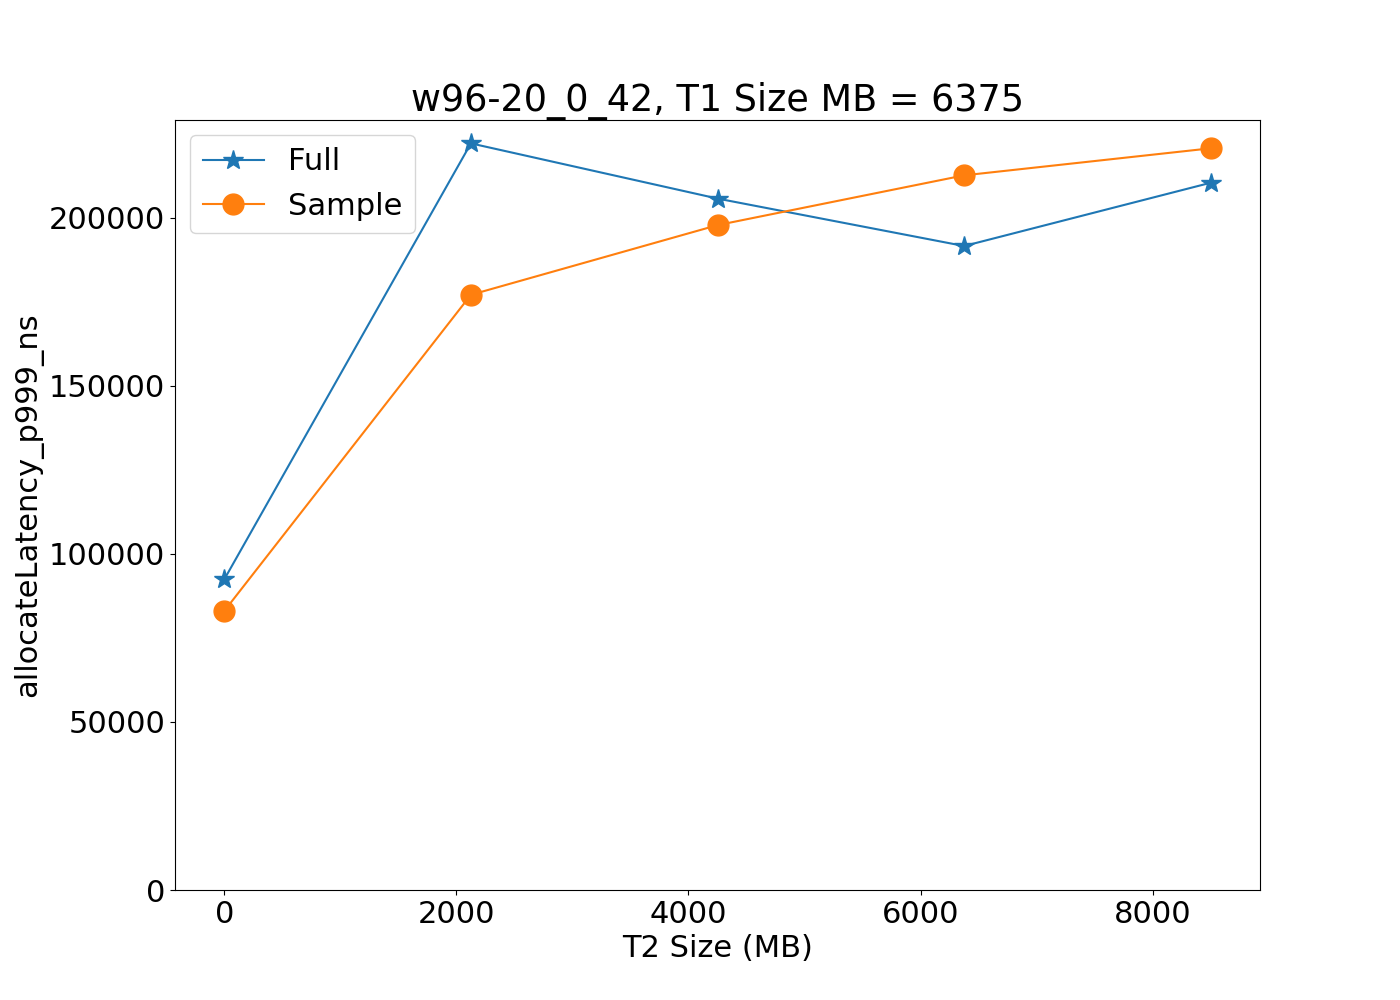 w96-20_0_42, T1 Size MB = 6375
Full
Sample
allocateLatency_p999_ns
200000
150000
100000
50000
0
0 2000 4000 6000 8000
T2 Size (MB)